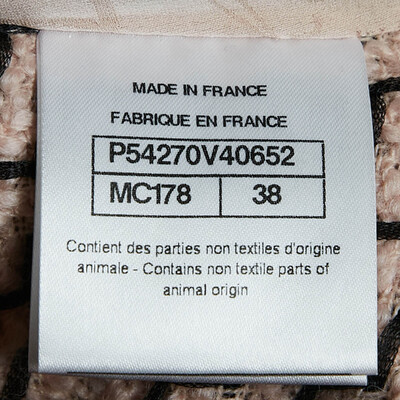 MADE IN FRANCE
FABRIQUE EN FRANCE
P54270V40652
MC178 38
Contient des parties non textiles d'origine
animale - Contains non textile parts of
animal origin